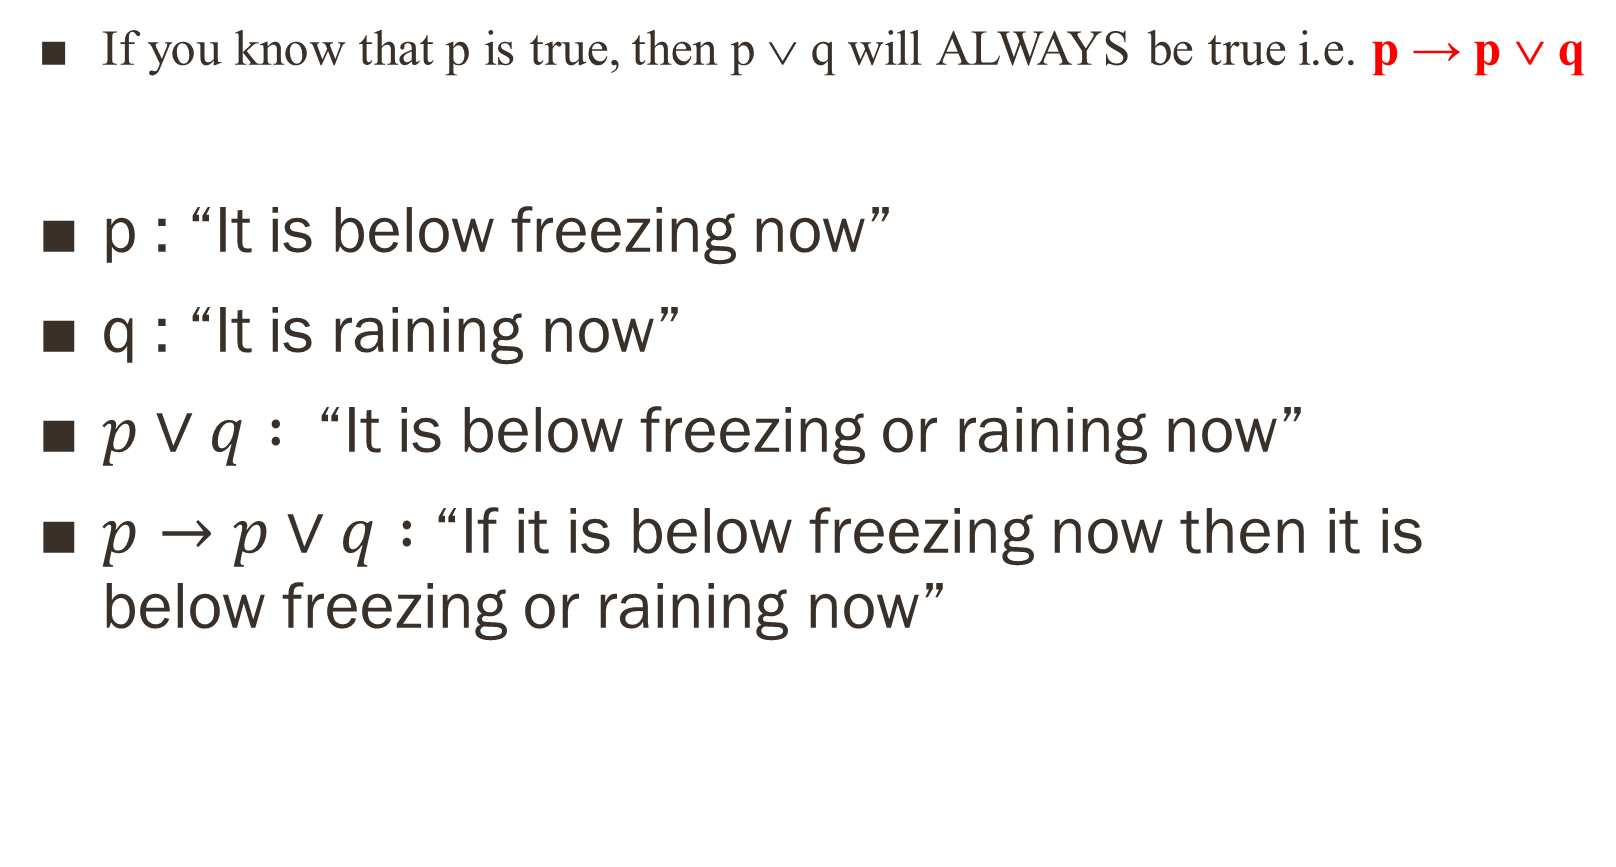 ▪ If you know that p is true, then p ∨ q will ALWAYS be true i.e. p → p ∨ q
▪ p : “It is below freezing now”
▪ q : “It is raining now”
▪ p ∨ q : “It is below freezing or raining now”
▪ p → p ∨ q : “If it is below freezing now then it is
below freezing or raining now”